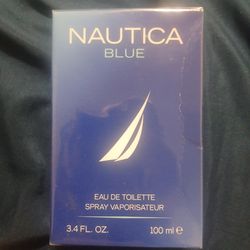 NAUTICA
BLUE
EAU DE TOILETTE
SPRAY VAPORISATEUR
3.4 FL. OZ. 100 ml ℮